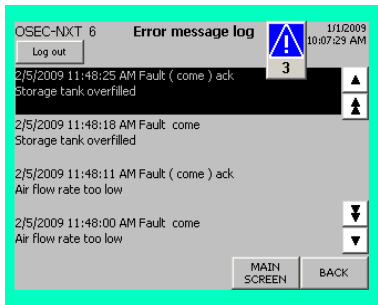 OSEC-NXT 6 Error message log 1/1/2009
Log out 10:07:29 AM
3
2/5/2009 11:48:25 AM Fault ( come ) ack
Storage tank overfilled
2/5/2009 11:48:18 AM Fault come
Storage tank overfilled
2/5/2009 11:48:11 AM Fault ( come ) ack
Air flow rate too low
2/5/2009 11:48:00 AM Fault come
Air flow rate too low
MAIN
SCREEN
BACK